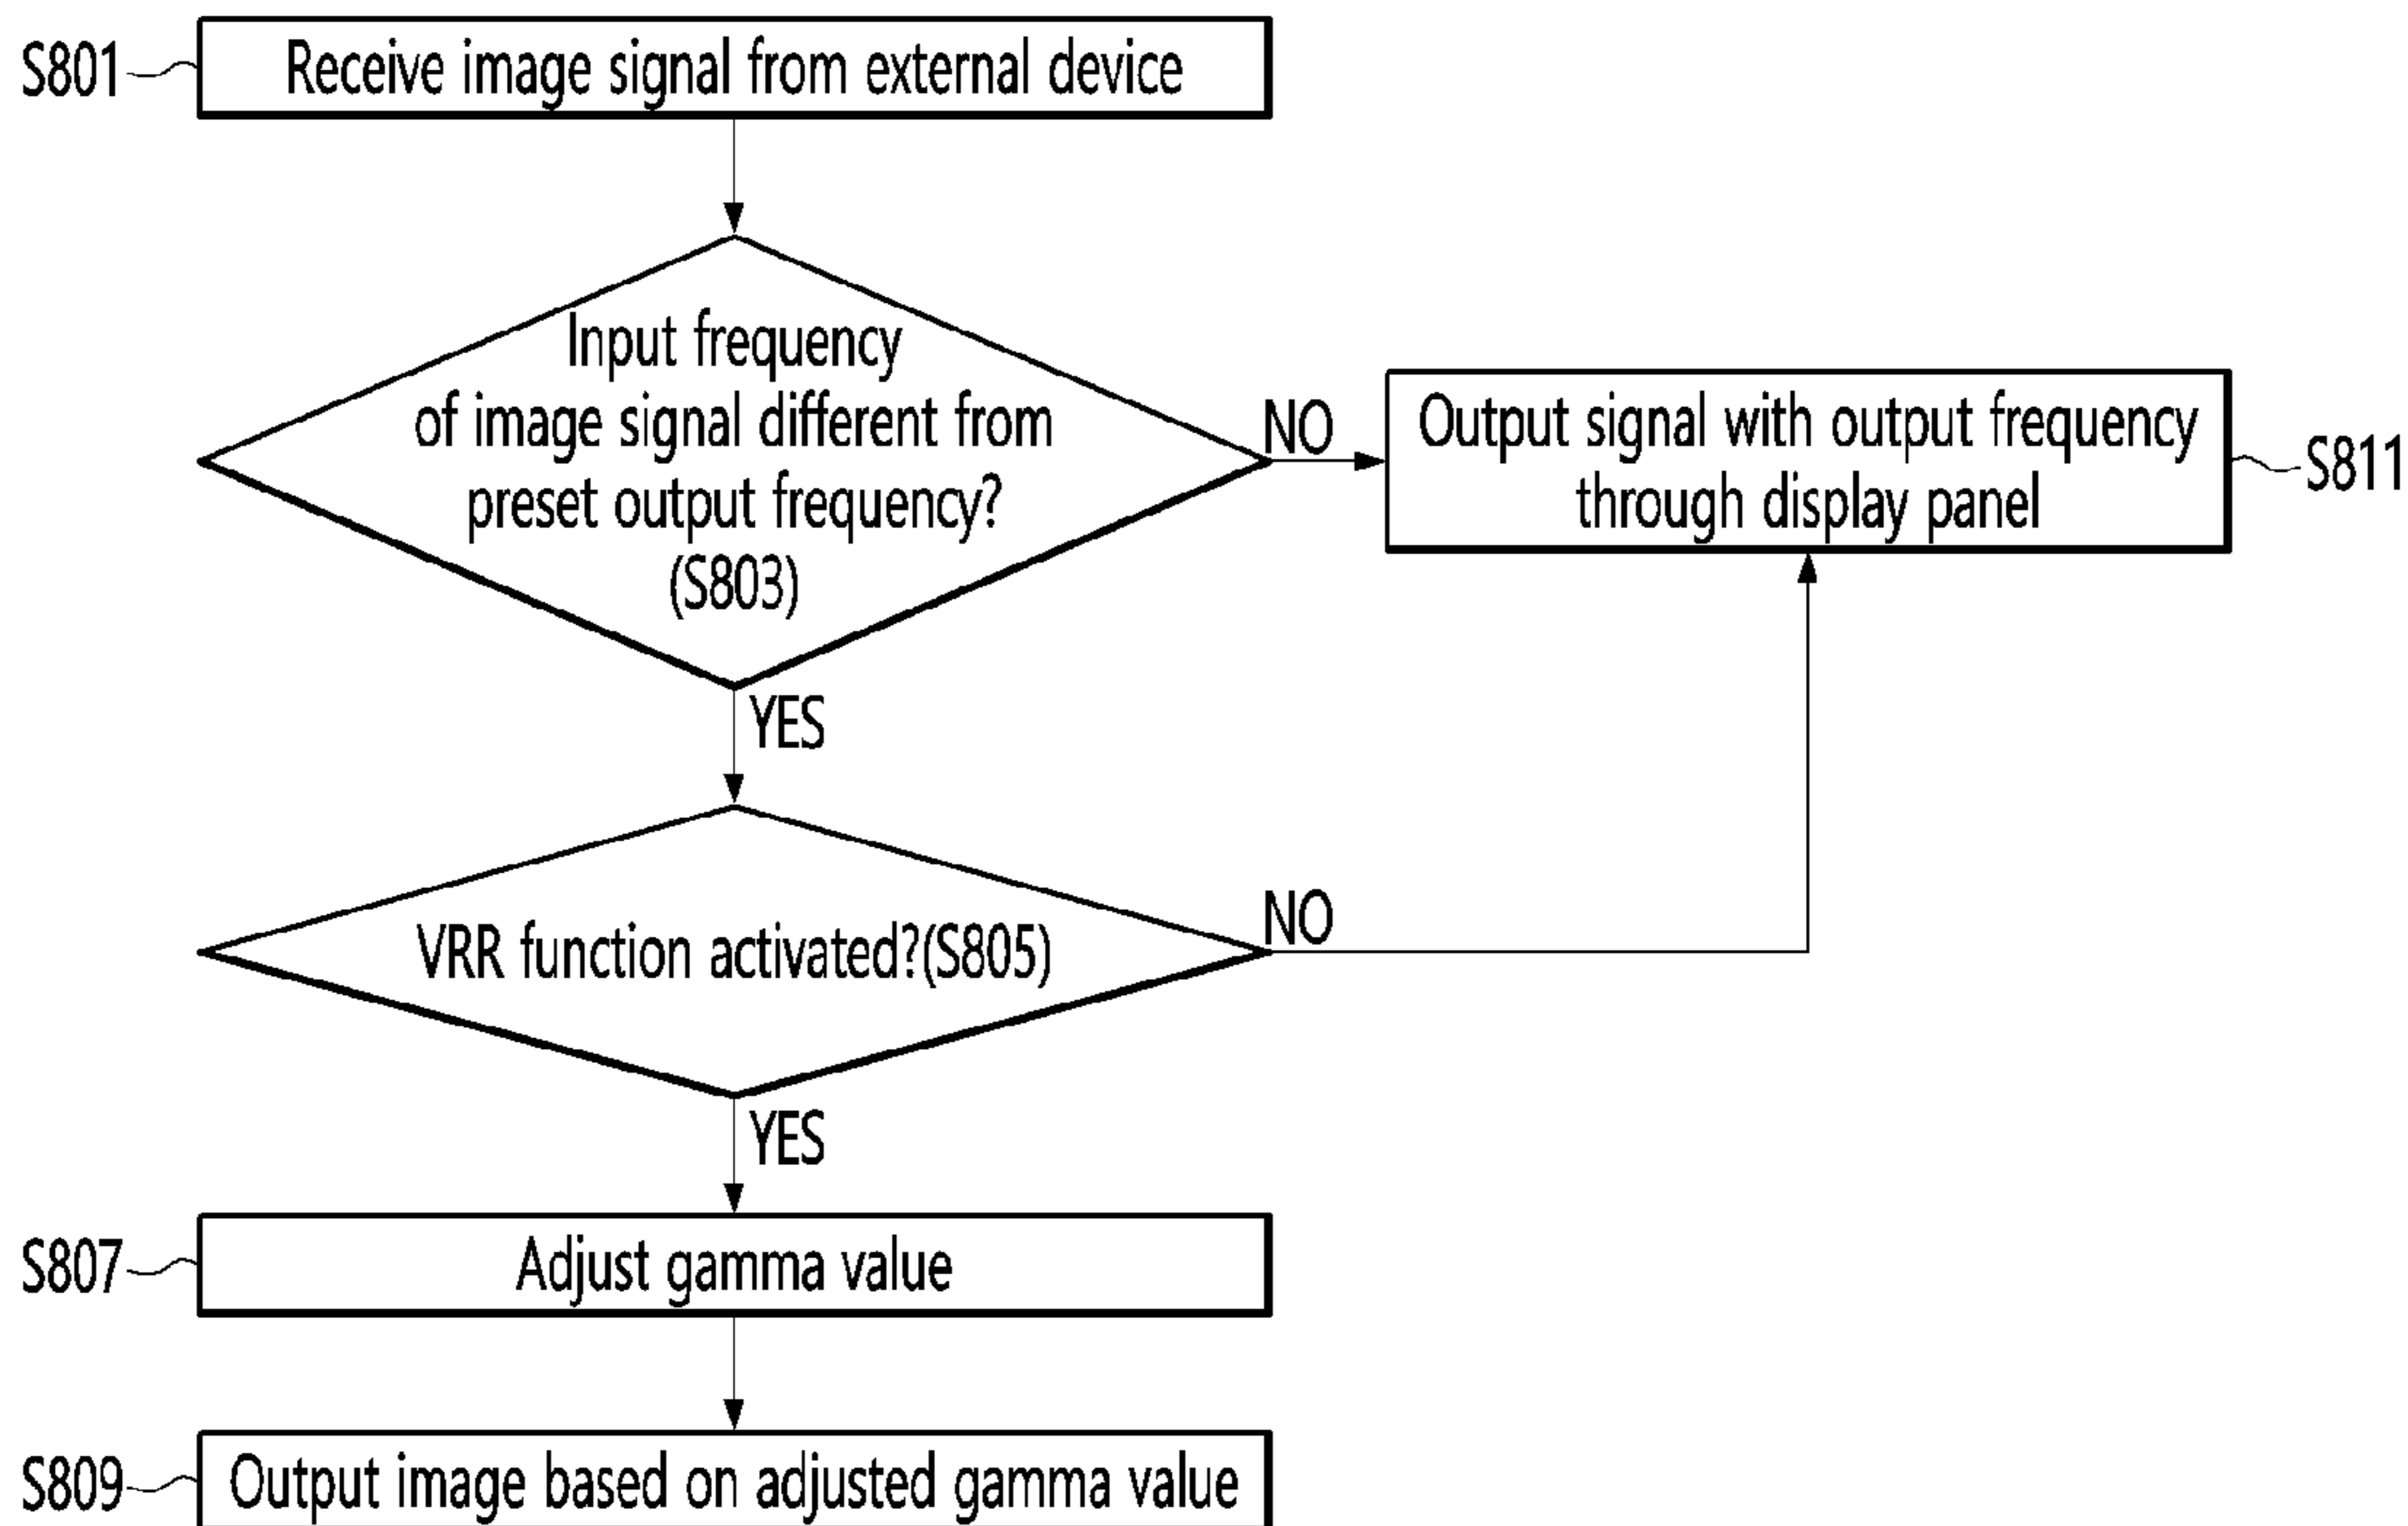 S801
Receive image signal from external device
Input frequency
of image signal different from
preset output frequency?
(S803)
NO
Output signal with output frequency
through display panel
S811
YES
VRR function activated?(S805)
NO
YES
S807
Adjust gamma value
S809
Output image based on adjusted gamma value